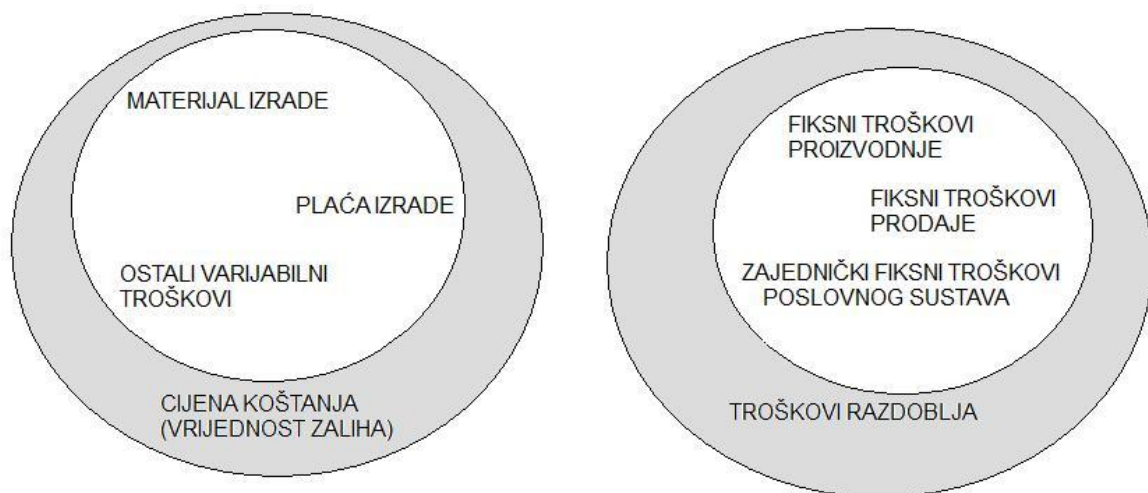 MATERIJAL IZRADE
PLAĆA IZRADE
OSTALI VARIJABILNI
TROŠKOVI
CIJENA KOŠTANJA
(VRIJEDNOST ZALIHA)
FIKSNI TROŠKOVI
PROIZVODNJE
FIKSNI TROŠKOVI
PRODAJE
ZAJEDNIČKI FIKSNI TROŠKOVI
POSLOVNOG SUSTAVA
TROŠKOVI RAZDOBLJA